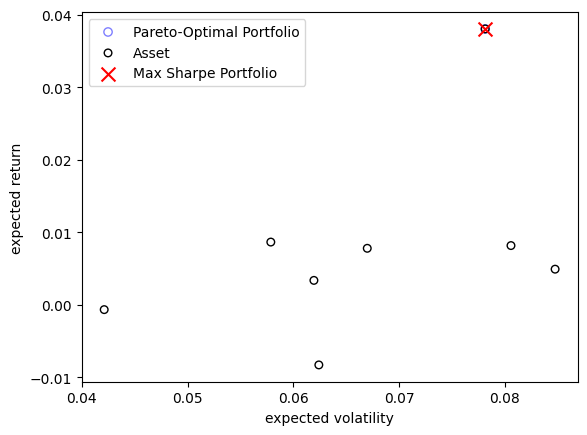 Pareto-Optimal Portfolio
Asset
Max Sharpe Portfolio
0.04
0.03
0.02
0.01
0.00
−0.01
expected return
0.04 0.05 0.06 0.07 0.08
expected volatility